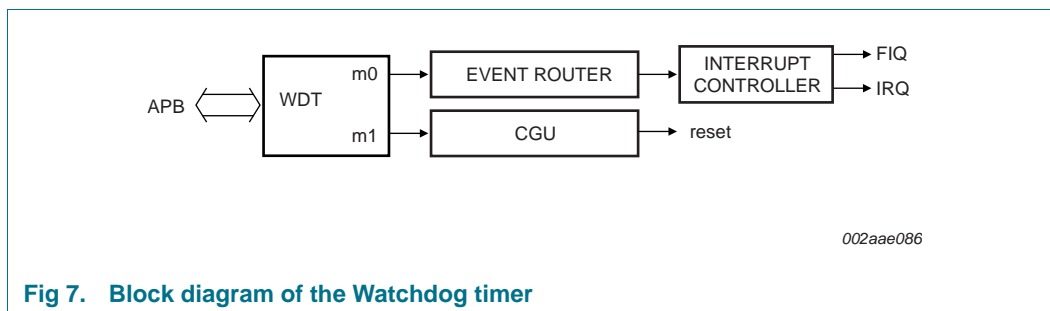 m0
EVENT ROUTER
INTERRUPT
CONTROLLER
FIQ
IRQ
APB
WDT
m1
CGU
reset
002aae086
Fig 7. Block diagram of the Watchdog timer